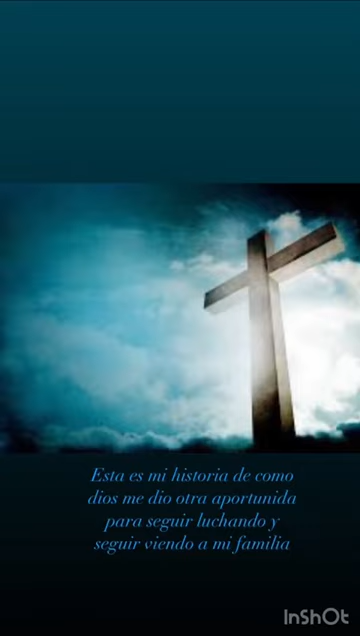 Esta es mi historia de como
dios me dio otra aportunida
para seguir luchando y
seguir viendo a mi familia
InShOt